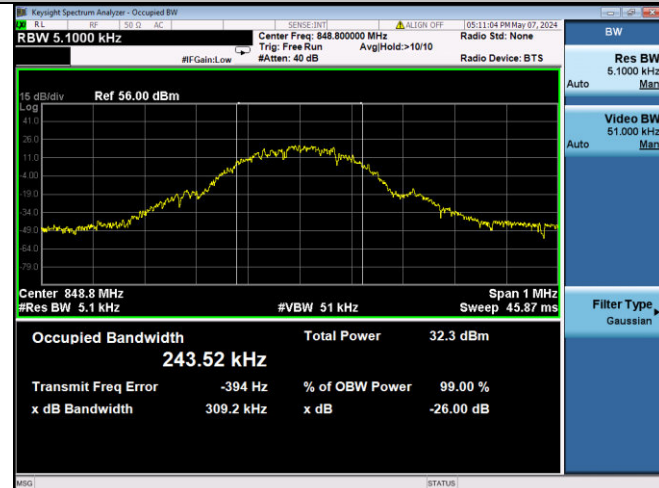 Keysight Spectrum Analyzer - Occupied BW
RL RF 50 Ω AC SENSE:INT ALIGN OFF 05:11:04 PM May 07, 2024
RBW 5.1000 kHz
Center Freq: 848.800000 MHz Radio Std: None
Trig: Free Run Avg|Hold:>10/10
#IFGain:Low #Atten: 40 dB Radio Device: BTS
15 dB/div Ref 56.00 dBm
Log
41.0
26.0
11.0
-4.00
-19.0
-34.0
-49.0
-64.0
-79.0
Center 848.8 MHz Span 1 MHz
#Res BW 5.1 kHz #VBW 51 kHz Sweep 45.87 ms
Occupied Bandwidth Total Power 32.3 dBm
243.52 kHz
Transmit Freq Error -394 Hz % of OBW Power 99.00 %
x dB Bandwidth 309.2 kHz x dB -26.00 dB
MSG STATUS
BW
Res BW
5.1000 kHz
Auto Man
Video BW
51.000 kHz
Auto Man
Filter Type
Gaussian